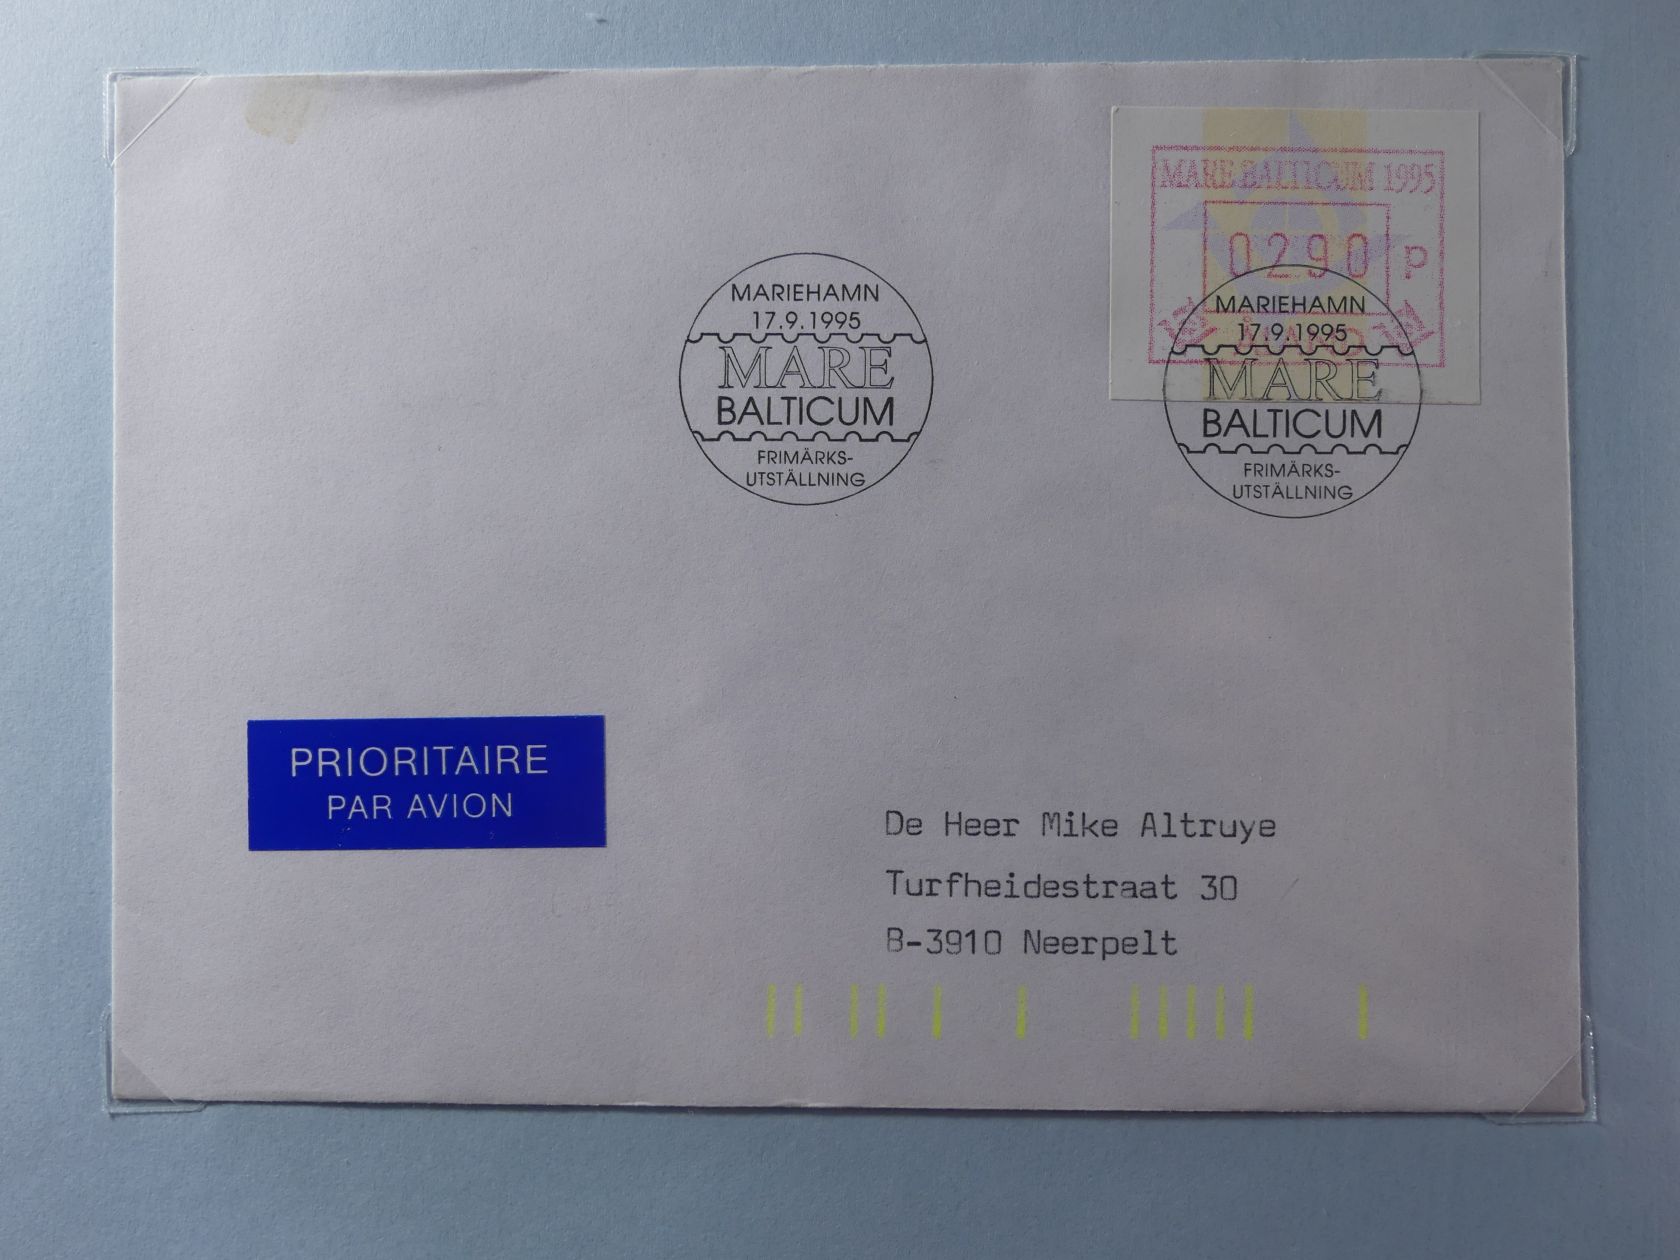 MARE BALTICUM 1995
0290 P
ÅLAND
MARIEHAMN
17.9.1995
MARE
BALTICUM
FRIMÄRKS-
UTSTÄLLNING
MARIEHAMN
17.9.1995
MARE
BALTICUM
FRIMÄRKS-
UTSTÄLLNING
PRIORITAIRE
PAR AVION
De Heer Mike Altruye
Turfheidestraat 30
B-3910 Neerpelt